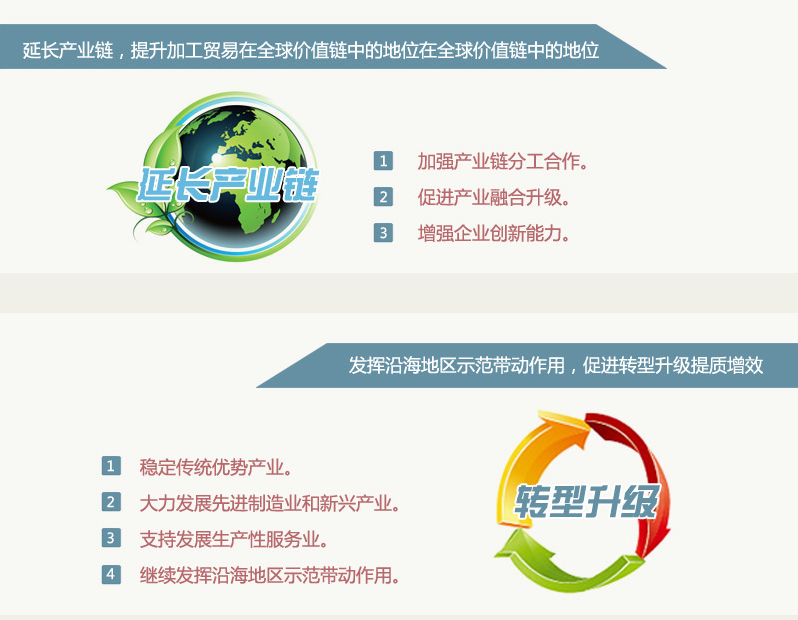 延长产业链，提升加工贸易在全球价值链中的地位在全球价值链中的地位
延长产业链
1 加强产业链分工合作。
2 促进产业融合升级。
3 增强企业创新能力。
发挥沿海地区示范带动作用，促进转型升级提质增效
1 稳定传统优势产业。
2 大力发展先进制造业和新兴产业。
3 支持发展生产性服务业。
4 继续发挥沿海地区示范带动作用。
转型升级